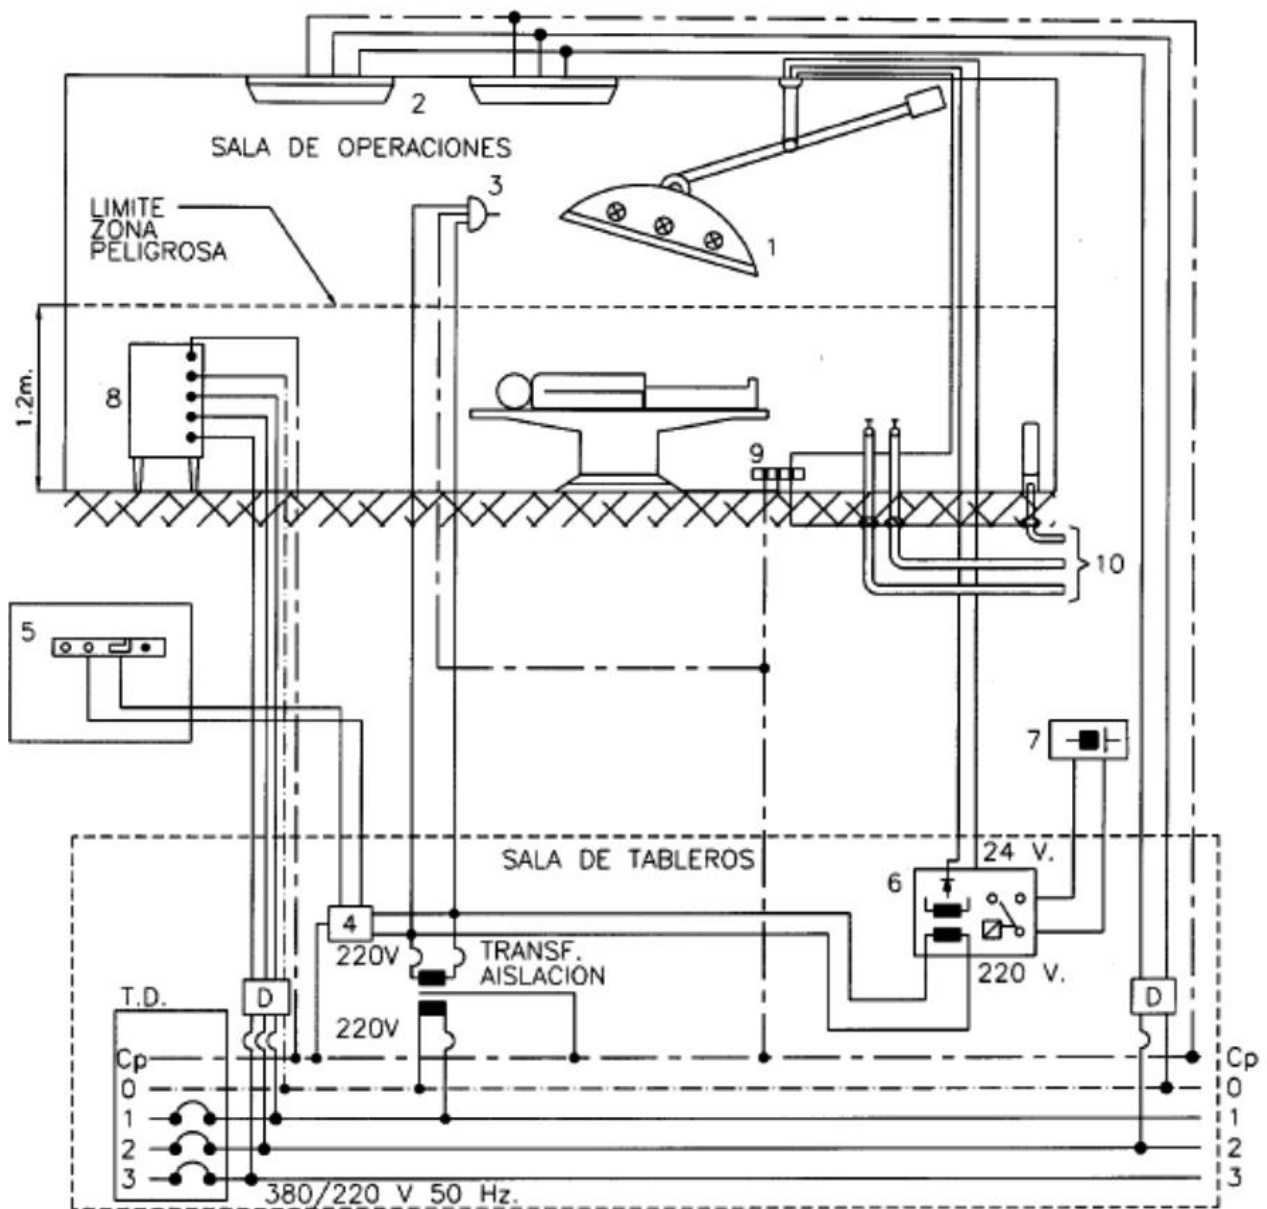 2
SALA DE OPERACIONES
3
LIMITE
ZONA
PELIGROSA
1
1.2m.
8
9
10
5
7
SALA DE TABLEROS
24 V.
6
4
220V
TRANSF.
AISLACION
220 V.
T.D.
D
D
220V
Cp
Cp
0
0
1
1
2
2
3
3
380/220 V 50 Hz.